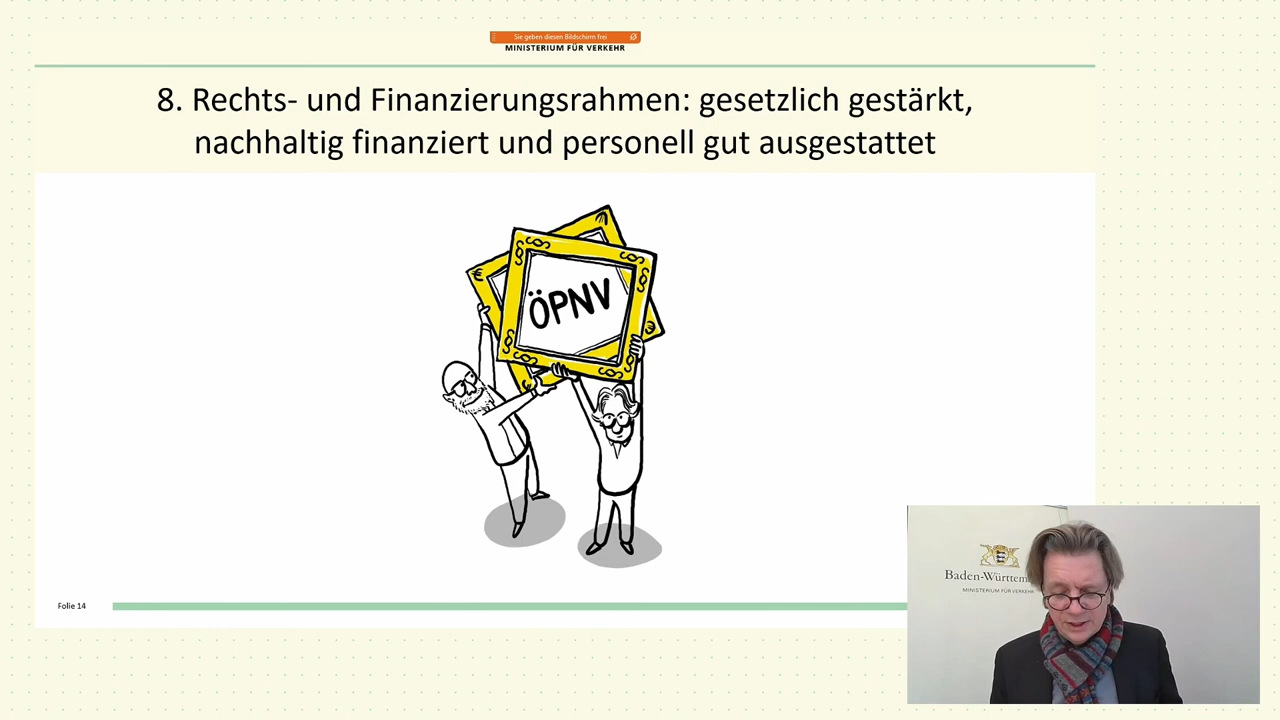 Sie geben diesen Bildschirm frei
MINISTERIUM FÜR VERKEHR
8. Rechts- und Finanzierungsrahmen: gesetzlich gestärkt,
nachhaltig finanziert und personell gut ausgestattet
ÖPNV
Folie 14
Baden-Württem
MINISTERIUM FÜR VERKEHR